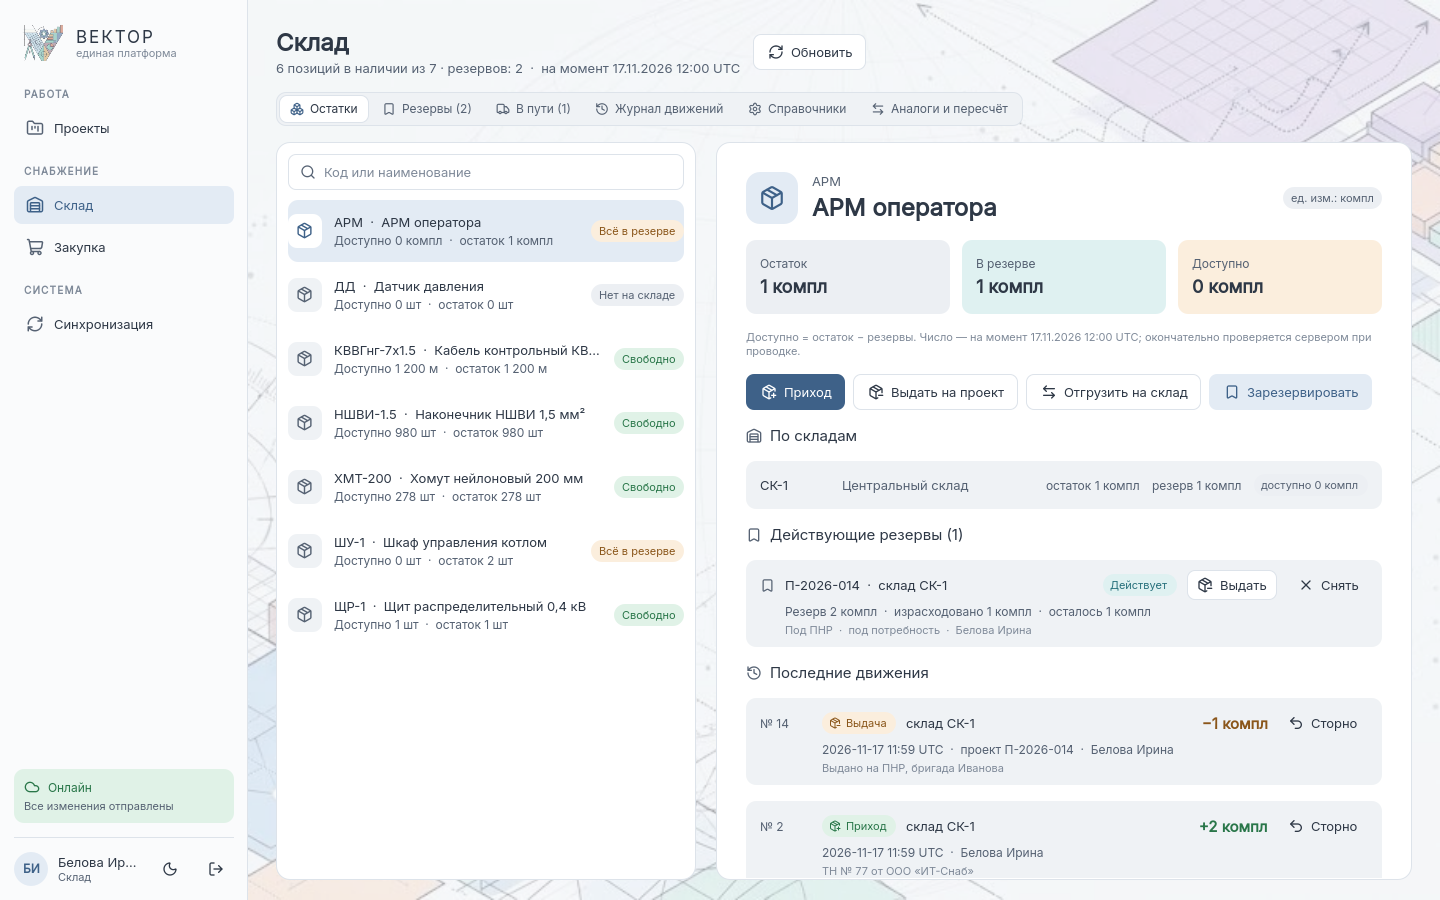 ВЕКТОР
единая платформа
РАБОТА
Проекты
СНАБЖЕНИЕ
Склад
Закупка
СИСТЕМА
Синхронизация
Онлайн
Все изменения отправлены
БИ
Белова Ир...
Склад
Склад
6 позиций в наличии из 7 · резервов: 2 · на момент 17.11.2026 12:00 UTC
Обновить
Остатки
Резервы (2)
В пути (1)
Журнал движений
Справочники
Аналоги и пересчёт
Код или наименование
АРМ · АРМ оператора
Доступно 0 компл · остаток 1 компл
Всё в резерве
ДД · Датчик давления
Доступно 0 шт · остаток 0 шт
Нет на складе
КВВГнг-7х1.5 · Кабель контрольный КВ...
Доступно 1 200 м · остаток 1 200 м
Свободно
НШВИ-1.5 · Наконечник НШВИ 1,5 мм²
Доступно 980 шт · остаток 980 шт
Свободно
ХМТ-200 · Хомут нейлоновый 200 мм
Доступно 278 шт · остаток 278 шт
Свободно
ШУ-1 · Шкаф управления котлом
Доступно 0 шт · остаток 2 шт
Всё в резерве
ЩР-1 · Щит распределительный 0,4 кВ
Доступно 1 шт · остаток 1 шт
Свободно
АРМ
АРМ оператора
ед. изм.: компл
Остаток
1 компл
В резерве
1 компл
Доступно
0 компл
Доступно = остаток − резервы. Число — на момент 17.11.2026 12:00 UTC; окончательно проверяется сервером при
проводке.
Приход
Выдать на проект
Отгрузить на склад
Зарезервировать
По складам
СК-1
Центральный склад
остаток 1 компл
резерв 1 компл
доступно 0 компл
Действующие резервы (1)
П-2026-014 · склад СК-1
Действует
Выдать
Снять
Резерв 2 компл · израсходовано 1 компл · осталось 1 компл
Под ПНР · под потребность · Белова Ирина
Последние движения
№ 14
Выдача
склад СК-1
−1 компл
Сторно
2026-11-17 11:59 UTC · проект П-2026-014 · Белова Ирина
Выдано на ПНР, бригада Иванова
№ 2
Приход
склад СК-1
+2 компл
Сторно
2026-11-17 11:59 UTC · Белова Ирина
ТН № 77 от ООО «ИТ-Снаб»